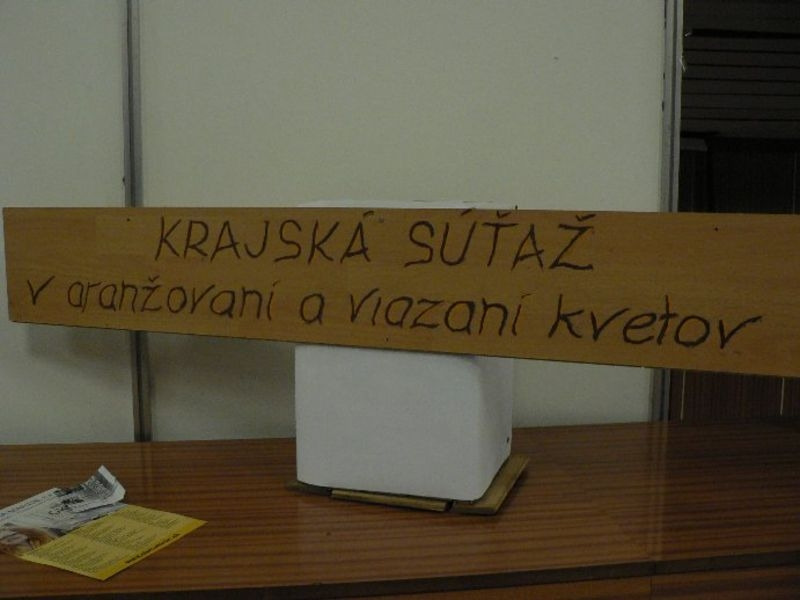 KRAJSKÁ SÚŤAŽ
v aranžovaní a viazaní kvetov